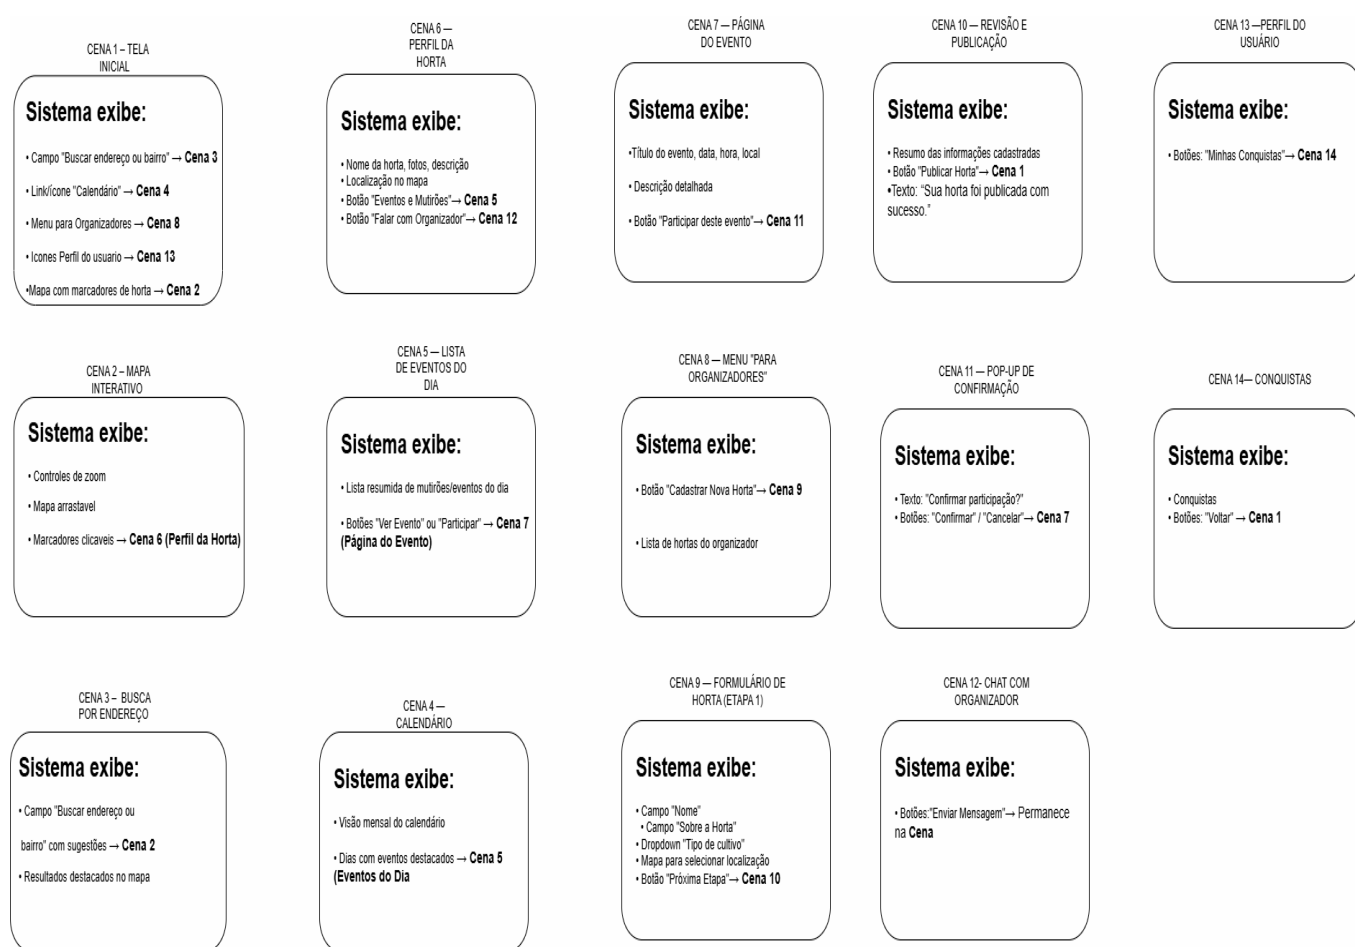 CENA 1 – TELA
INICIAL
Sistema exibe:
• Campo "Buscar endereço ou bairro" → Cena 3
• Link/ícone "Calendário" → Cena 4
• Menu para Organizadores → Cena 8
• Icones Perfil do usuario → Cena 13
•Mapa com marcadores de horta → Cena 2
CENA 6 —
PERFIL DA
HORTA
Sistema exibe:
• Nome da horta, fotos, descrição
• Localização no mapa
• Botão "Eventos e Mutirões"→ Cena 5
• Botão "Falar com Organizador"→ Cena 12
CENA 7 — PÁGINA
DO EVENTO
Sistema exibe:
•Título do evento, data, hora, local
• Descrição detalhada
• Botão "Participar deste evento"→ Cena 11
CENA 10 — REVISÃO E
PUBLICAÇÃO
Sistema exibe:
• Resumo das informações cadastradas
• Botão "Publicar Horta"→ Cena 1
•Texto: “Sua horta foi publicada com
sucesso.”
CENA 13 —PERFIL DO
USUÁRIO
Sistema exibe:
• Botões: "Minhas Conquistas"→ Cena 14
CENA 2 – MAPA
INTERATIVO
Sistema exibe:
• Controles de zoom
• Mapa arrastavel
• Marcadores clicaveis → Cena 6 (Perfil da Horta)
CENA 5 — LISTA
DE EVENTOS DO
DIA
Sistema exibe:
• Lista resumida de mutirões/eventos do dia
• Botões "Ver Evento" ou "Participar" → Cena 7
(Página do Evento)
CENA 8 — MENU "PARA
ORGANIZADORES"
Sistema exibe:
• Botão "Cadastrar Nova Horta"→ Cena 9
• Lista de hortas do organizador
CENA 11 — POP-UP DE
CONFIRMAÇÃO
Sistema exibe:
• Texto: "Confirmar participação?"
• Botões: "Confirmar" / "Cancelar"→ Cena 7
CENA 14— CONQUISTAS
Sistema exibe:
• Conquistas
• Botões: "Voltar" → Cena 1
CENA 3 – BUSCA
POR ENDEREÇO
Sistema exibe:
• Campo "Buscar endereço ou
bairro" com sugestões → Cena 2
• Resultados destacados no mapa
CENA 4 —
CALENDÁRIO
Sistema exibe:
• Visão mensal do calendário
• Dias com eventos destacados → Cena 5
(Eventos do Dia
CENA 9 — FORMULÁRIO DE
HORTA (ETAPA 1)
Sistema exibe:
• Campo "Nome"
• Campo "Sobre a Horta"
• Dropdown "Tipo de cultivo"
• Mapa para selecionar localização
• Botão "Próxima Etapa"→ Cena 10
CENA 12- CHAT COM
ORGANIZADOR
Sistema exibe:
• Botões:"Enviar Mensagem"→ Permanece
na Cena